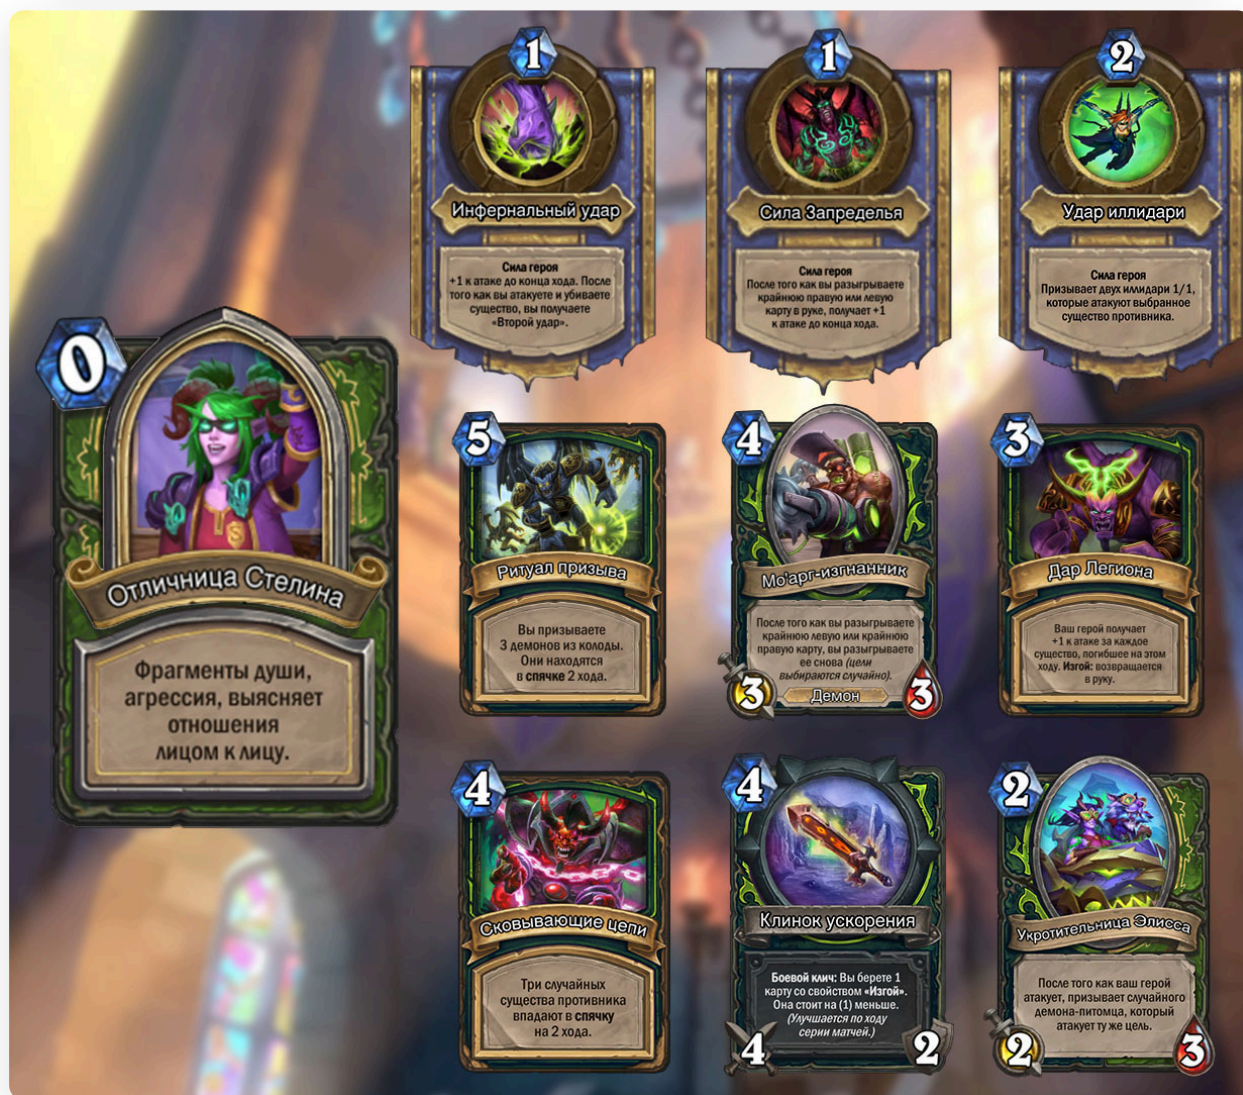 0
Отличница Стелина
Фрагменты души,
агрессия, выясняет
отношения
лицом к лицу.
1
Инфернальный удар
Сила героя
+1 к атаке до конца хода. После
того как вы атакуете и убиваете
существо, вы получаете
«Второй удар».
1
Сила Запределья
Сила героя
После того как вы разыгрываете
крайнюю правую или левую
карту в руке, получает +1
к атаке до конца хода.
2
Удар иллидари
Сила героя
Призывает двух иллидари 1/1,
которые атакуют выбранное
существо противника.
5
Ритуал призыва
Вы призываете
3 демонов из колоды.
Они находятся
в спячке 2 хода.
4
Мо'арг-изгнанник
После того как вы разыгрываете
крайнюю левую или крайнюю
правую карту, вы разыгрываете
ее снова (цели
выбираются случайно).
3
Демон
3
3
Дар Легиона
Ваш герой получает
+1 к атаке за каждое
существо, погибшее на этом
ходу. Изгой: возвращается
в руку.
4
Сковывающие цепи
Три случайных
существа противника
впадают в спячку
на 2 хода.
4
Клинок ускорения
Боевой клич: Вы берете 1
карту со свойством «Изгой».
Она стоит на (1) меньше.
(Улучшается по ходу
серии матчей.)
4
2
2
Укротительница Элисса
После того как ваш герой
атакует, призывает случайного
демона-питомца, который
атакует ту же цель.
2
3